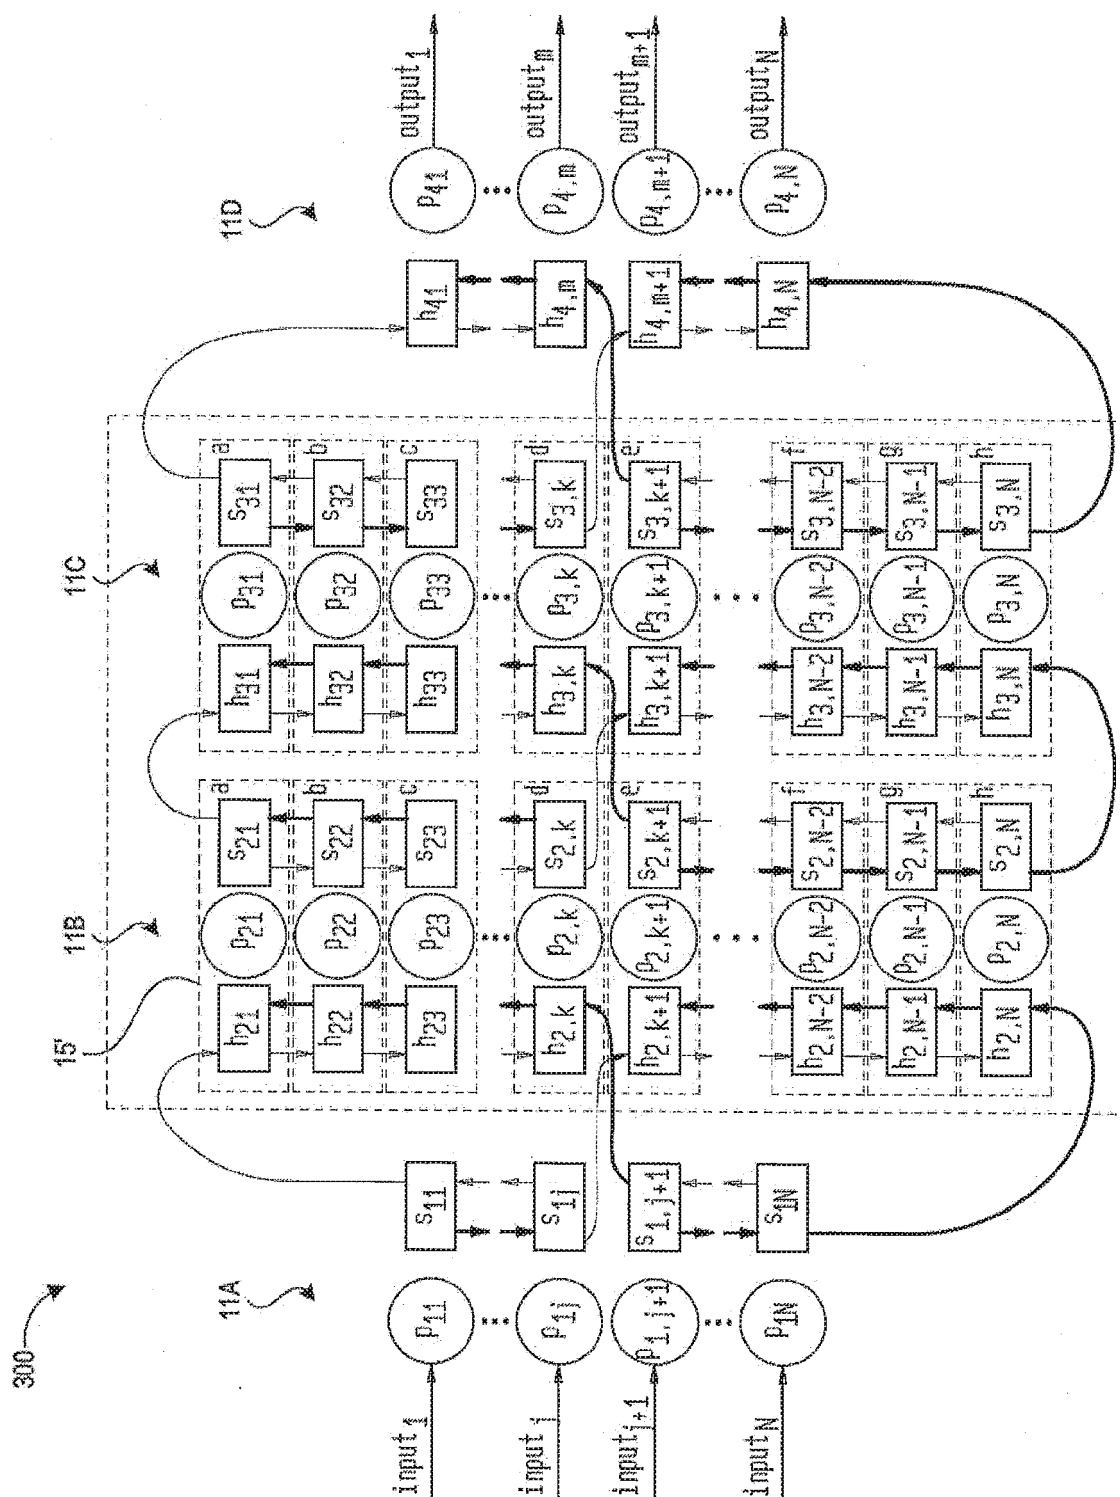 300
15'
11B
11C
11A
11D
h21 p21 s21 a h31 p31 s31 a
h22 p22 s22 b h32 p32 s32 b
input1 p11 s11 h23 p23 s23 c h33 p33 s33 c h41 p41 output1
inputj p1j s1j h2,k p2,k s2,k d h3,k p3,k s3,k d h4,m p4,m outputm
inputj+1 p1,j+1 s1,j+1 h2,k+1 p2,k+1 s2,k+1 e h3,k+1 p3,k+1 s3,k+1 e h4,m+1 p4,m+1 outputm+1
inputN p1N s1N h2,N-2 p2,N-2 s2,N-2 f h3,N-2 p3,N-2 s3,N-2 f h4,N p4,N outputN
h2,N-1 p2,N-1 s2,N-1 g h3,N-1 p3,N-1 s3,N-1 g
h2,N p2,N s2,N h h3,N p3,N s3,N h